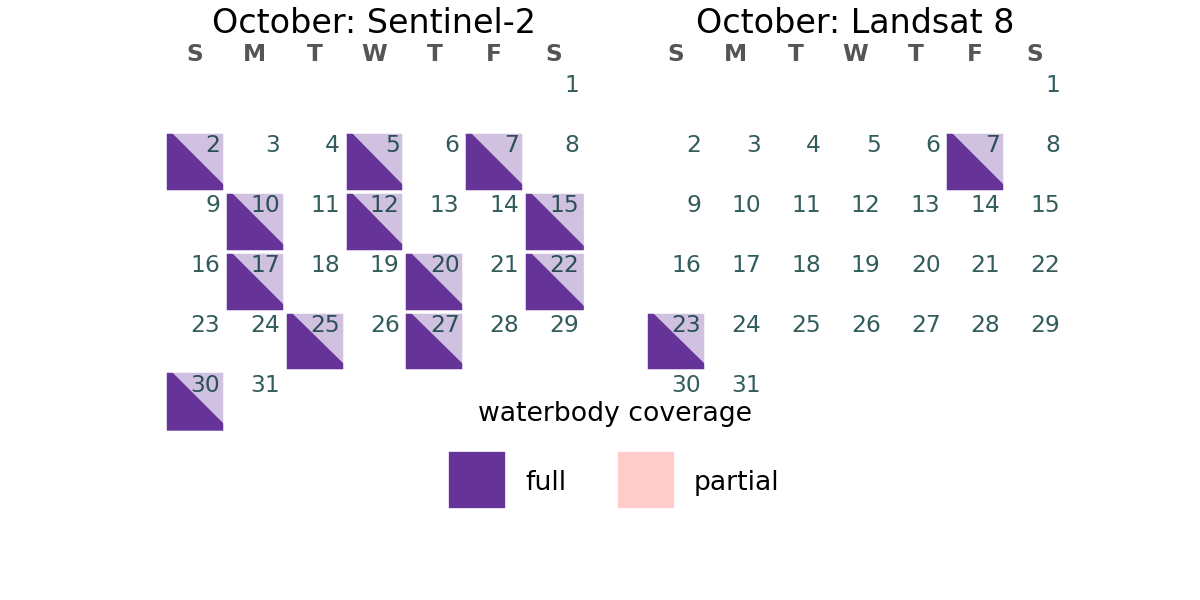 October: Sentinel-2
S M T W T F S
1
2 3 4 5 6 7 8
9 10 11 12 13 14 15
16 17 18 19 20 21 22
23 24 25 26 27 28 29
30 31
October: Landsat 8
S M T W T F S
1
2 3 4 5 6 7 8
9 10 11 12 13 14 15
16 17 18 19 20 21 22
23 24 25 26 27 28 29
30 31
waterbody coverage
full partial